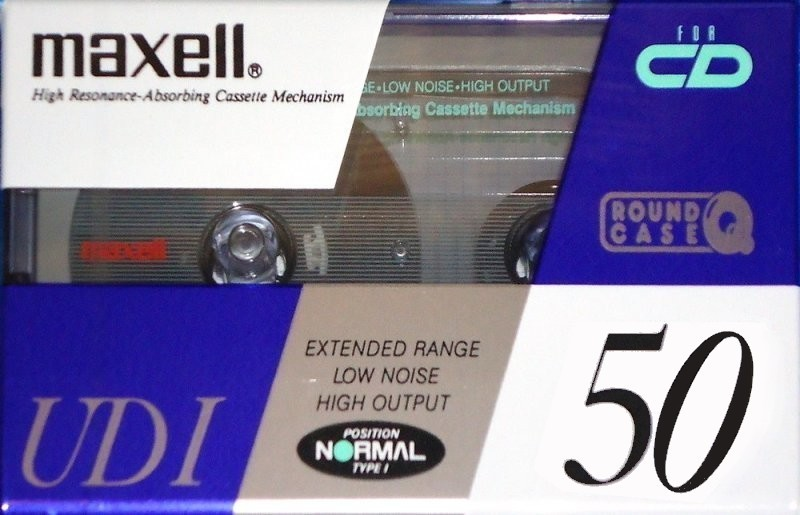 maxell®
High Resonance-Absorbing Cassette Mechanism
FOR
CD
GE•LOW NOISE•HIGH OUTPUT
bsorbing Cassette Mechanism
ROUND
CASE
maxell
EXTENDED RANGE
LOW NOISE
HIGH OUTPUT
UDI
POSITION
NORMAL
TYPE I
50